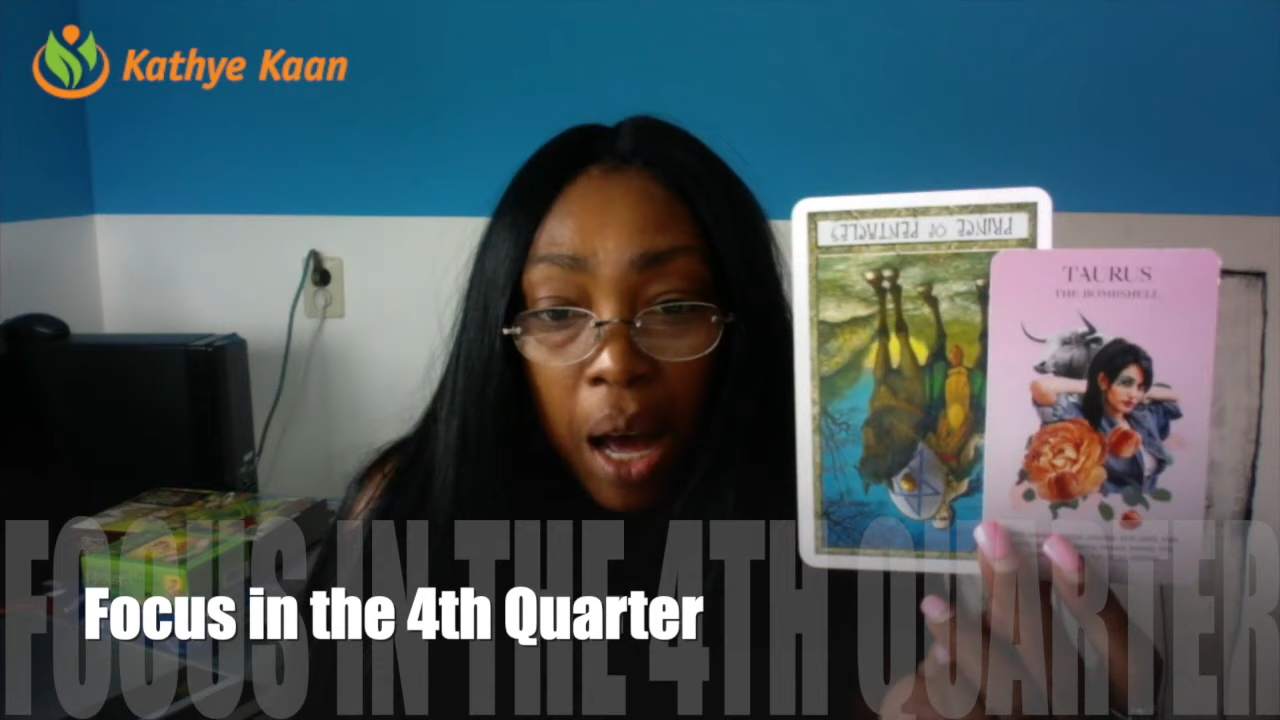 Kathye Kaan
PRINCE OF PENTACLES
TAURUS
THE BOMBSHELL
FOCUS IN THE 4TH QUARTER
Focus in the 4th Quarter